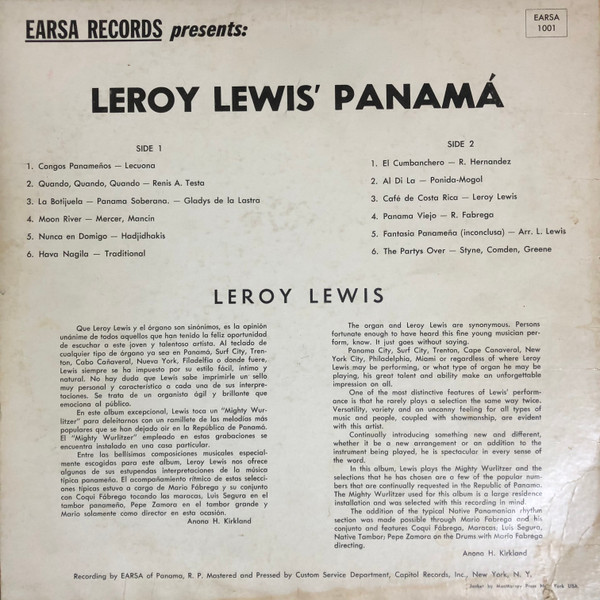 EARSA RECORDS presents:
EARSA
1001
LEROY LEWIS' PANAMÁ
SIDE 1
1. Congos Panameños — Lecuona
2. Quando, Quando, Quando — Renis A. Testa
3. La Botijuela — Panama Soberana. — Gladys de la Lastra
4. Moon River — Mercer, Mancin
5. Nunca en Domigo — Hadjidhakis
6. Hava Nagila — Traditional
SIDE 2
1. El Cumbanchero — R. Hernandez
2. Al Di La — Ponida-Mogol
3. Café de Costa Rica — Leroy Lewis
4. Panama Viejo — R. Fabrega
5. Fantasia Panameña (inconclusa) — Arr. L. Lewis
6. The Partys Over — Styne, Comden, Greene
LEROY LEWIS
Que Leroy Lewis y el órgano son sinónimos, es la opinión
unánime de todos aquellos que han tenido la feliz oportunidad
de escuchar a este joven y talentoso artista. Al teclado de
cualquier tipo de órgano ya sea en Panamá, Surf City, Tren-
ton, Cabo Cañaveral, Nueva York, Filadelfia o donde fuere,
Lewis siempre se ha impuesto por su estilo fácil, íntimo y
natural. No hay duda que Lewis sabe imprimirle un sello
muy personal y característico a cada una de sus interpre-
taciones. Se trata de un organista ágil y brillante que
emociona al público.
En este album excepcional, Lewis toca un "Mighty Wur-
litzer" para deleitarnos con un ramillete de las melodías más
populares que se han dejado oir en la República de Panamá.
El "Mighty Wurlitzer" empleado en estas grabaciones se
encuentra instalado en una casa particular.
Entre las bellísimas composiciones musicales especial-
mente escogidas para este album, Leroy Lewis nos ofrece
algunas de sus estupendas interpretaciones de la música
típica panameña. El acompañamiento rítmico de estas selecci-
ones típicas estuvo a cargo de Mario Fábrega y su conjunto
con Coqui Fábrega tocando las maracas, Luis Segura en el
tambor panameño, Pepe Zamora en el tambor grande y
Mario solamente como director en esta ocasión.
Anona H. Kirkland
The organ and Leroy Lewis are synonymous. Persons
fortunate enough to have heard this fine young musician per-
form, know. It just goes without saying.
Panama City, Surf City, Trenton, Cape Canaveral, New
York City, Philadelphia, Miami or regardless of where Leroy
Lewis may be performing, or what type of organ he may be
playing, his great talent and ability make an unforgettable
impression on all.
One of the most distinctive features of Lewis' perform-
ance is that he rarely plays a selection the same way twice.
Versatility, variety and an uncanny feeling for all types of
music and people, coupled with showmanship, are evident
with this artist.
Continually introducing something new and different,
whether it be a new arrangement or an addition to the
instrument being played, he is spectacular in every sense of
the word.
In this album, Lewis plays the Mighty Wurlitzer and the
selections that he has chosen are a few of the popular num-
bers that are continually requested in the Republic of Panama.
The Mighty Wurlitzer used for this album is a large residence
installation and was selected with this recording in mind.
The addition of the typical Native Panamanian rhythm
section was made possible through Mario Fabrega and his
conjunto and features Coqui Fábrega, Maracas, Luis Segura,
Native Tambor; Pepe Zamora on the Drums with Mario Fabrega
directing.
Anona H. Kirkland
Recording by EARSA of Panama, R. P. Mastered and Pressed by Custom Service Department, Capitol Records, Inc., New York, N. Y.
Jacket by Press New York USA